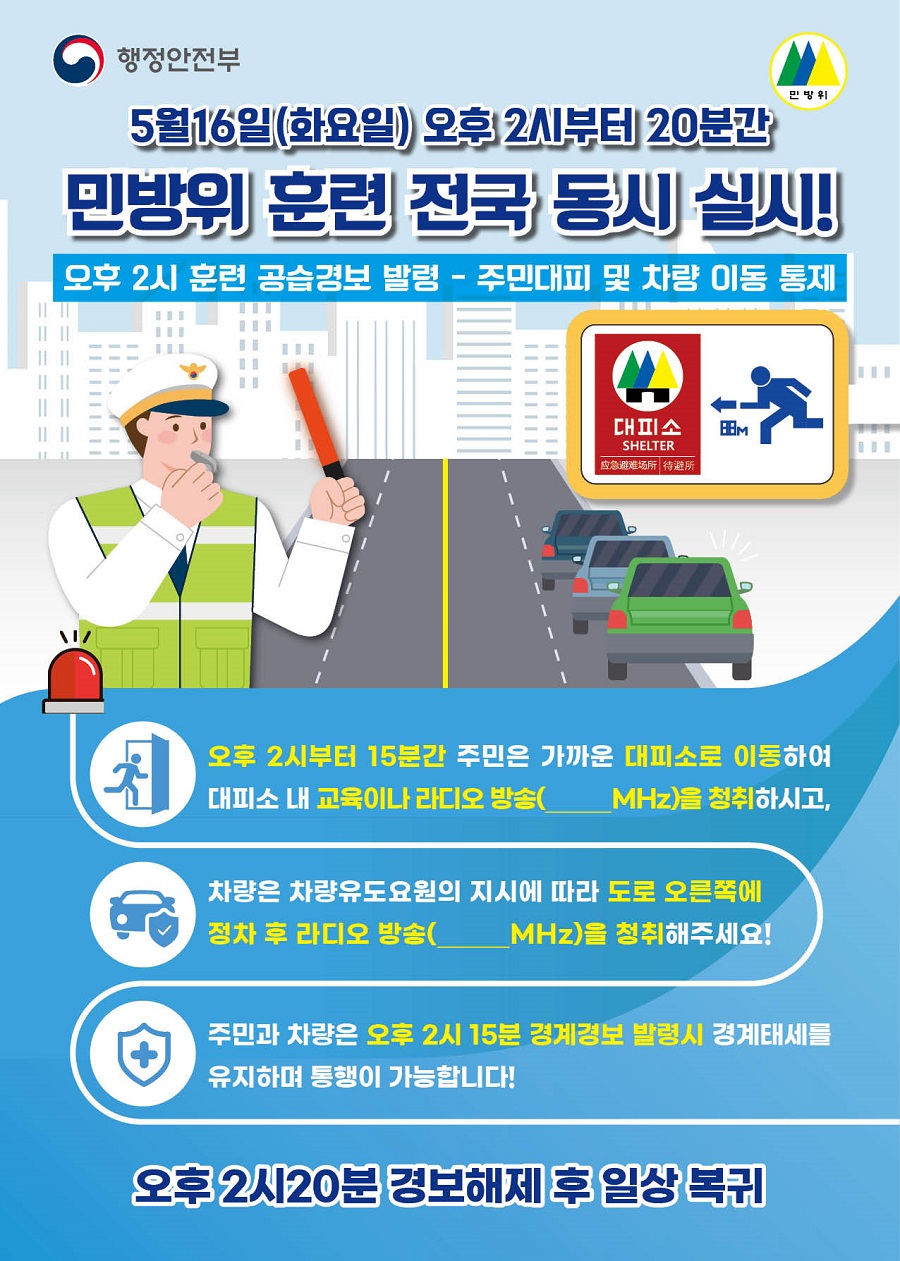 행정안전부
민방위
5월16일(화요일) 오후 2시부터 20분간
민방위 훈련 전국 동시 실시!
오후 2시 훈련 공습경보 발령 - 주민대피 및 차량 이동 통제
대피소
SHELTER
应急避难场所 待避所
M
오후 2시부터 15분간 주민은 가까운 대피소로 이동하여
대피소 내 교육이나 라디오 방송(_____MHz)을 청취하시고,
차량은 차량유도요원의 지시에 따라 도로 오른쪽에
정차 후 라디오 방송(_____MHz)을 청취해주세요!
주민과 차량은 오후 2시 15분 경계경보 발령시 경계태세를
유지하며 통행이 가능합니다!
오후 2시20분 경보해제 후 일상 복귀